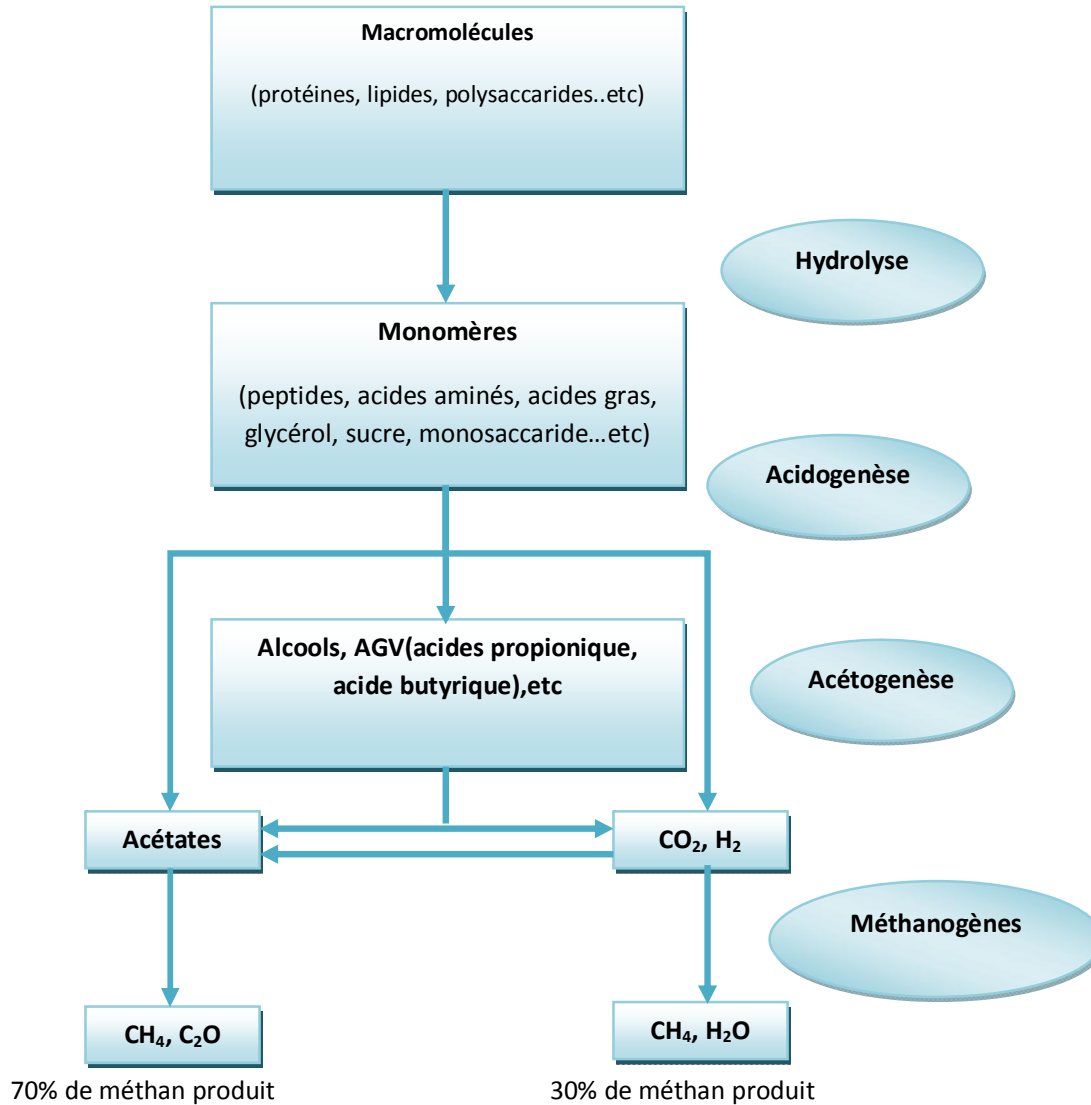 Macromolécules
(protéines, lipides, polysaccarides..etc)
Hydrolyse
Monomères
(peptides, acides aminés, acides gras,
glycérol, sucre, monosaccaride…etc)
Acidogenèse
Alcools, AGV(acides propionique,
acide butyrique),etc
Acétogenèse
Acétates
CO₂, H₂
Méthanogènes
CH₄, C₂O
CH₄, H₂O
70% de méthan produit
30% de méthan produit